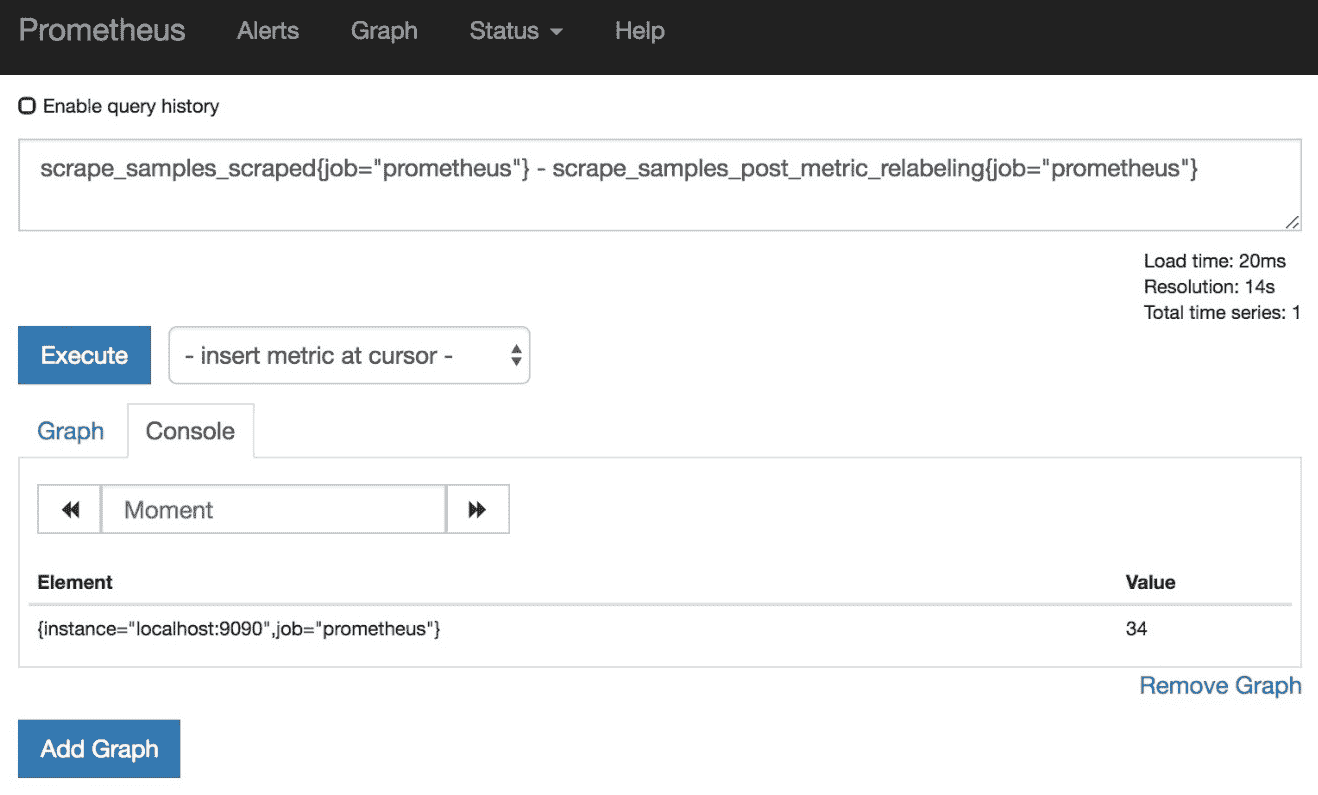 Prometheus Alerts Graph Status Help
Enable query history
scrape_samples_scraped{job="prometheus"} - scrape_samples_post_metric_relabeling{job="prometheus"}
Load time: 20ms
Resolution: 14s
Total time series: 1
Execute - insert metric at cursor -
Graph Console
Moment
Element Value
{instance="localhost:9090",job="prometheus"} 34
Remove Graph
Add Graph